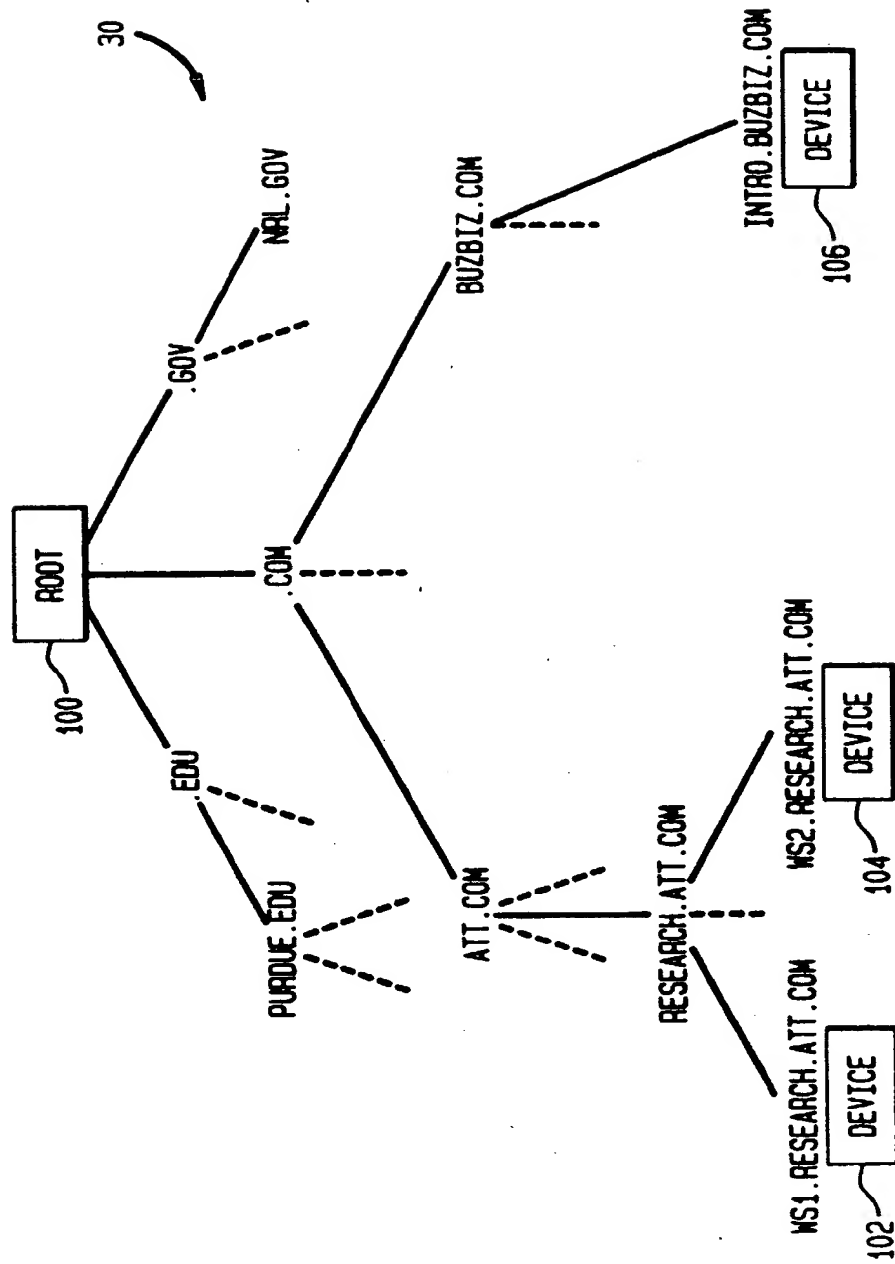 30
ROOT
100
.EDU
.GOV
PURDUE.EDU
.COM
NRL.GOV
ATT.COM
BUZBIZ.COM
RESEARCH.ATT.COM
WS1.RESEARCH.ATT.COM
WS2.RESEARCH.ATT.COM
INTRO.BUZBIZ.COM
DEVICE
DEVICE
DEVICE
102
104
106